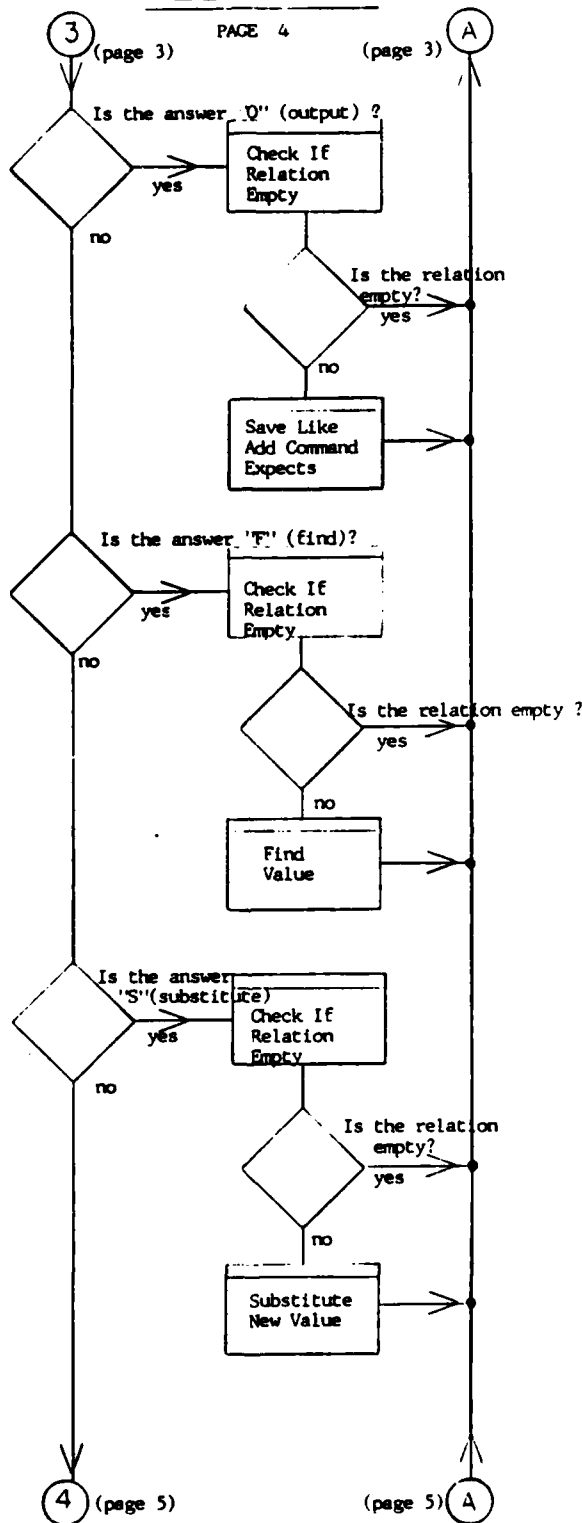 PAGE 4
3 (page 3)
(page 3) A
Is the answer "O" (output) ?
yes
no
Check If
Relation
Empty
Is the relation
empty?
yes
no
Save Like
Add Command
Expects
Is the answer "F" (find)?
yes
no
Check If
Relation
Empty
Is the relation empty ?
yes
no
Find
Value
Is the answer
"S"(substitute)
yes
no
Check If
Relation
Empty
Is the relation
empty?
yes
no
Substitute
New Value
4 (page 5)
(page 5) A